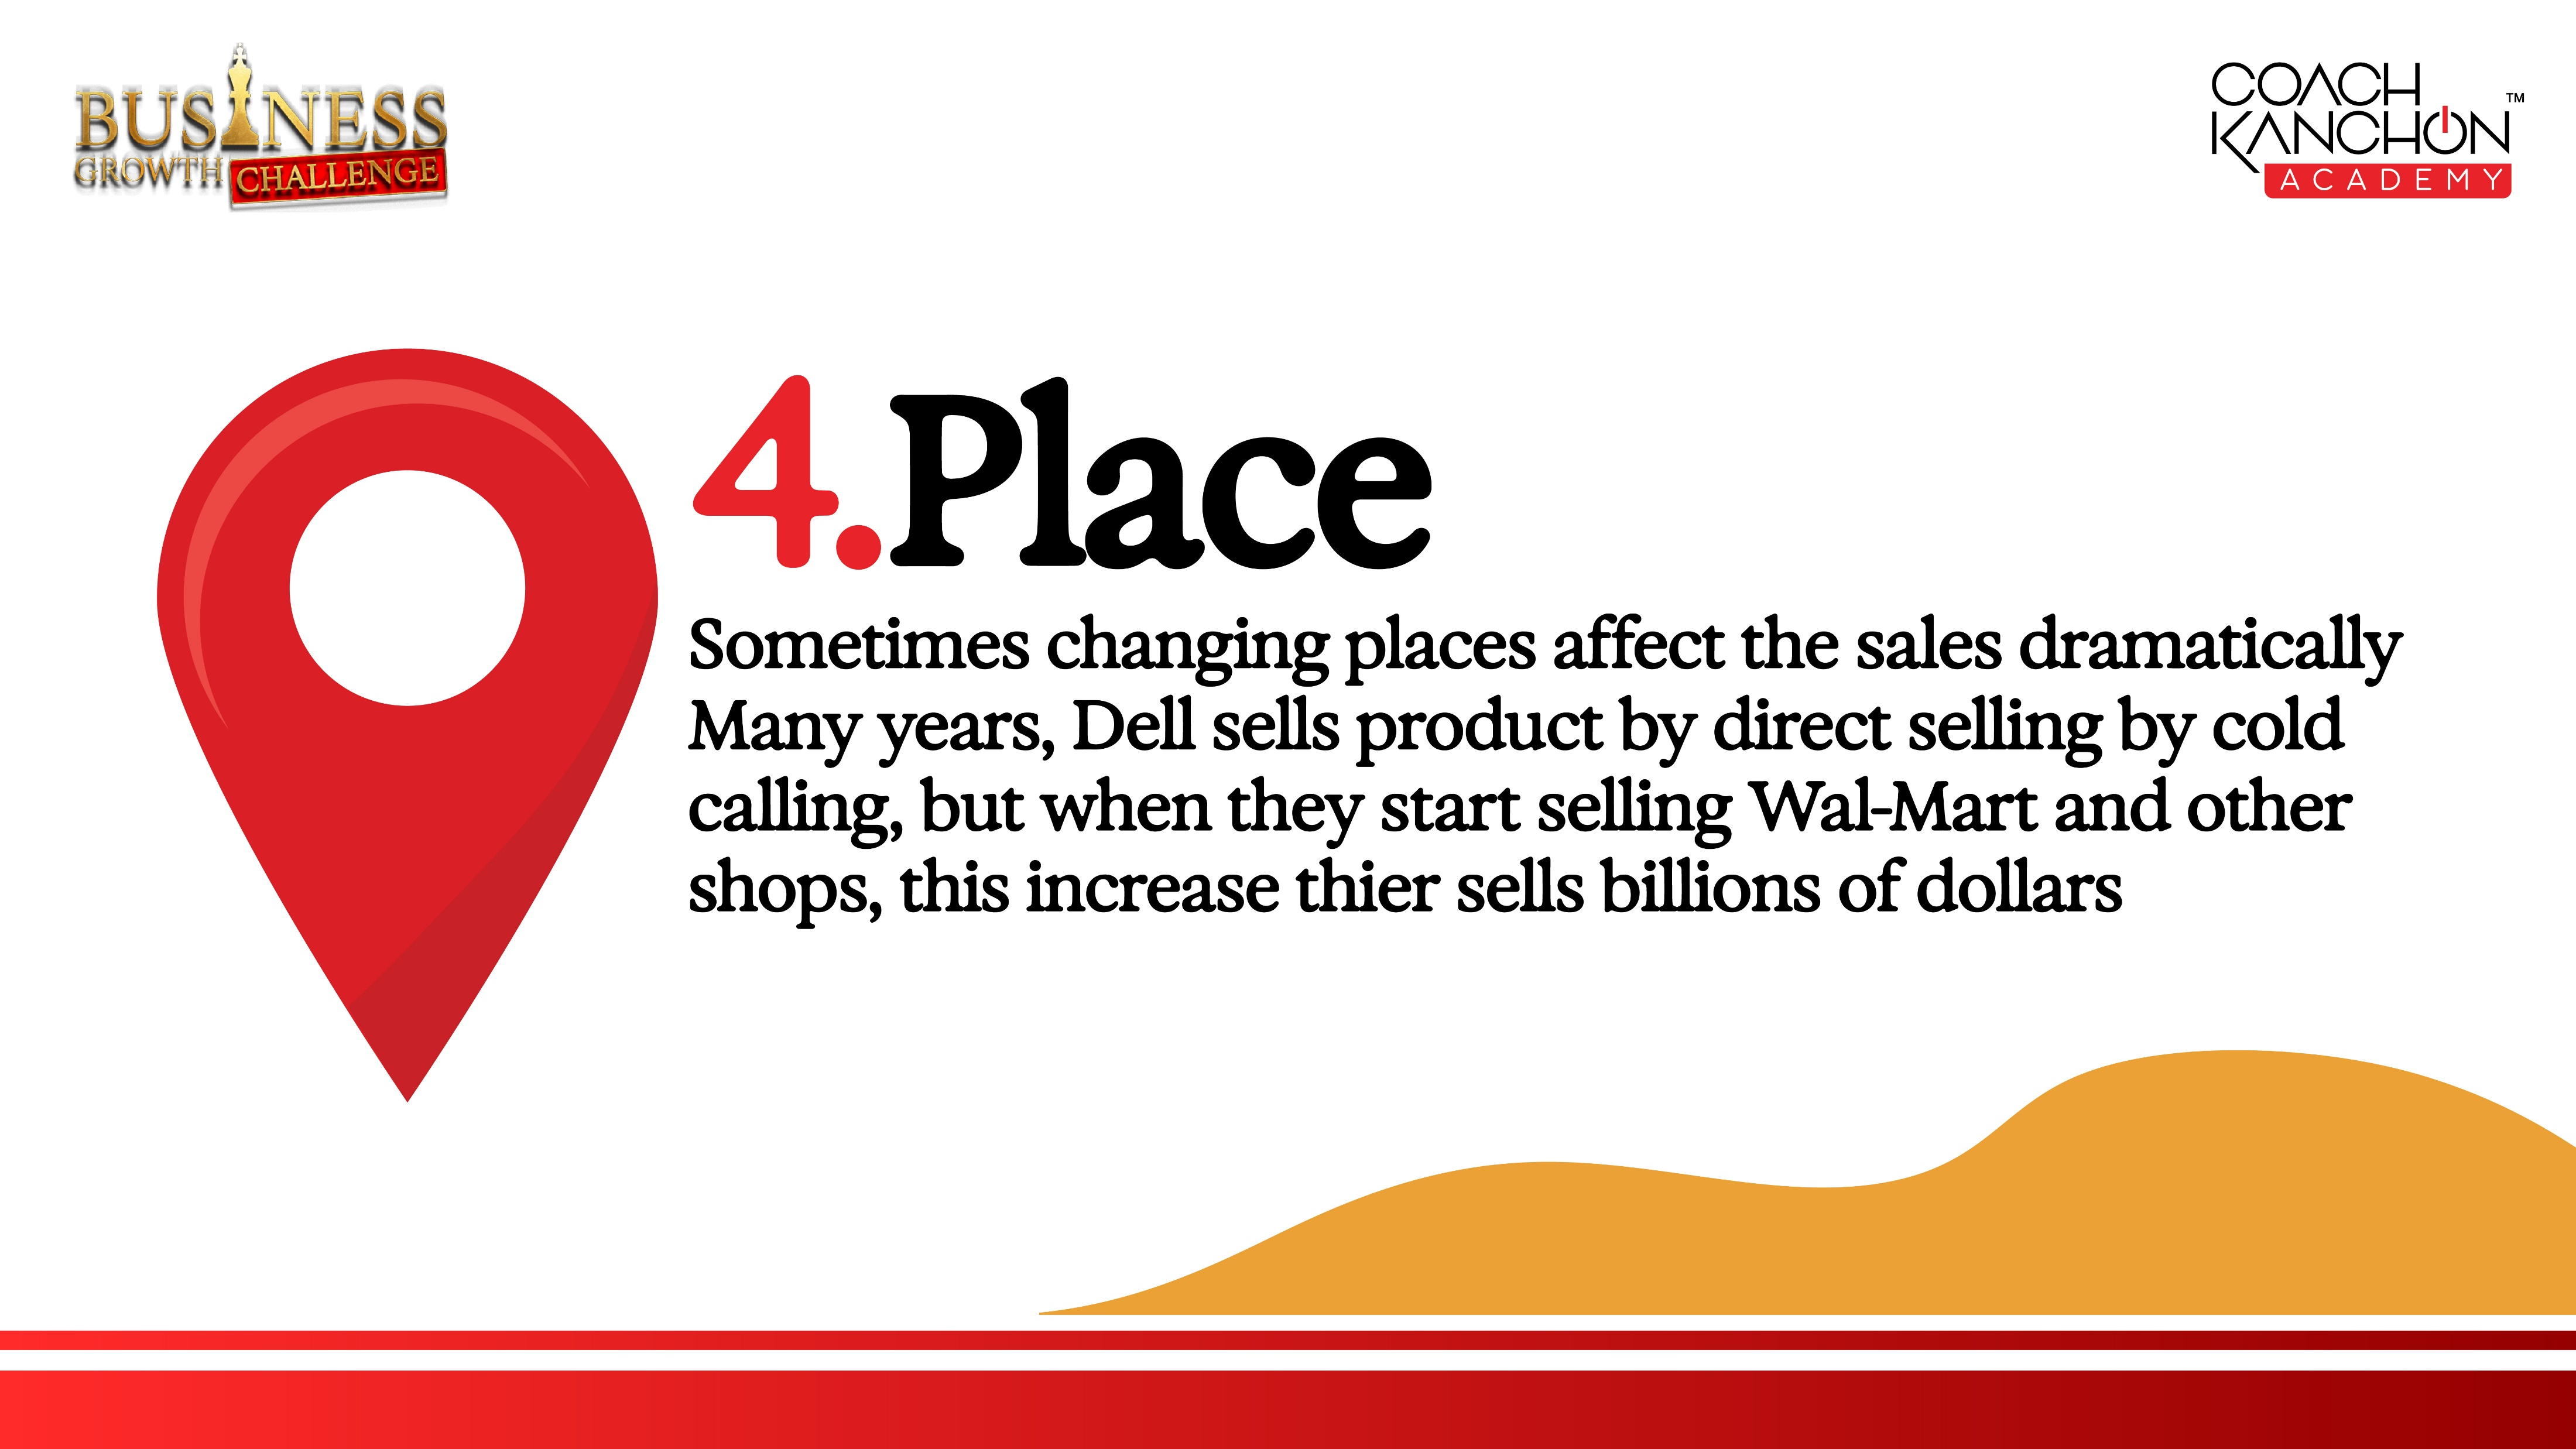 BUSINESS
GROWTH CHALLENGE
COACH
KANCHON™
ACADEMY
4.Place
Sometimes changing places affect the sales dramatically
Many years, Dell sells product by direct selling by cold
calling, but when they start selling Wal-Mart and other
shops, this increase thier sells billions of dollars